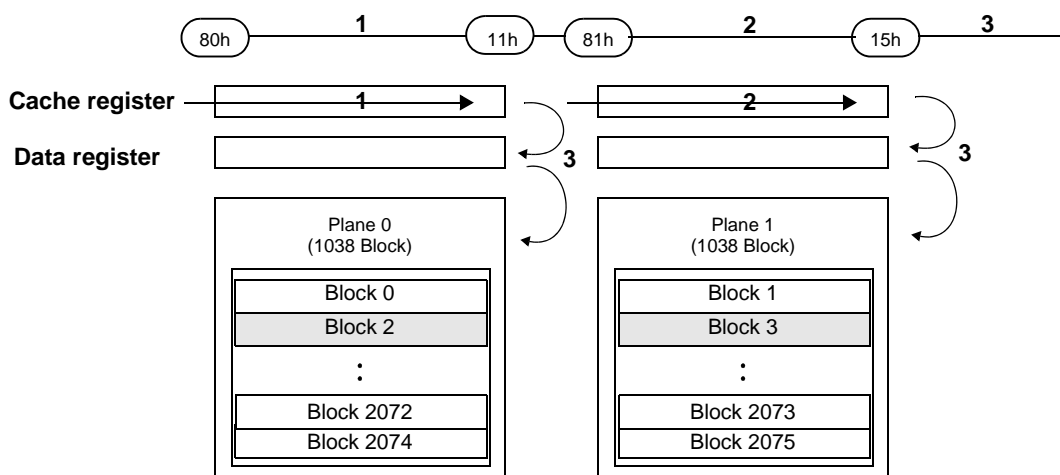 1 2 3
80h 11h 81h 15h
Cache register 1 2
Data register 3 3
Plane 0
(1038 Block)
Plane 1
(1038 Block)
Block 0 Block 1
Block 2 Block 3
: :
Block 2072 Block 2073
Block 2074 Block 2075